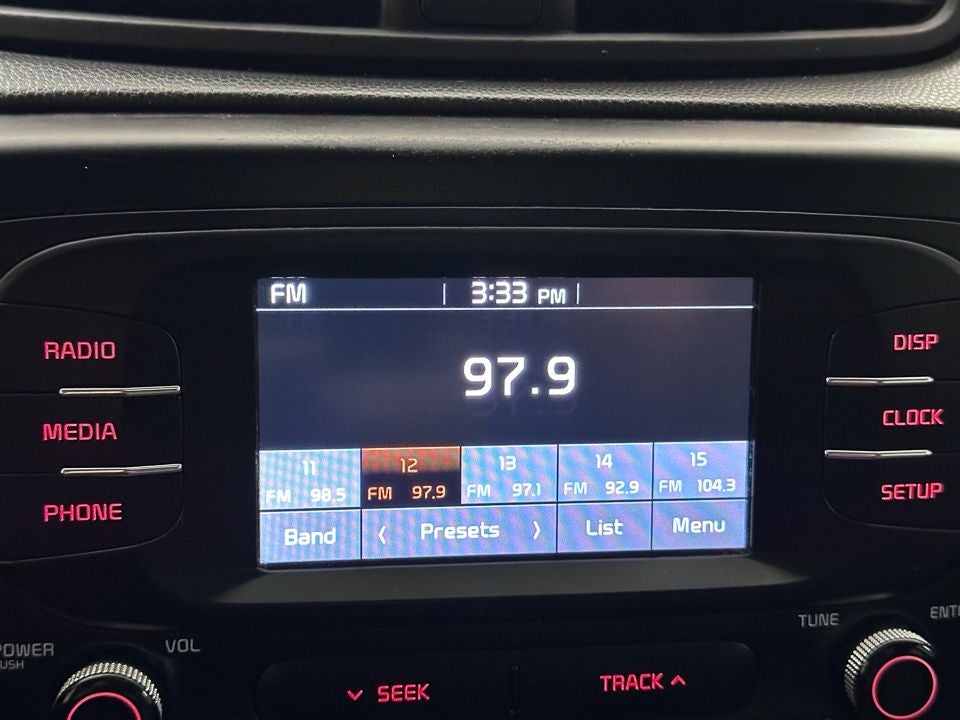 FM 3:33 PM
97.9
11 12 13 14 15
FM 98.5 FM 97.9 FM 97.1 FM 92.9 FM 104.3
Band < Presets > List Menu
RADIO
MEDIA
PHONE
DISP
CLOCK
SETUP
POWER
PUSH
VOL
SEEK
TRACK
TUNE